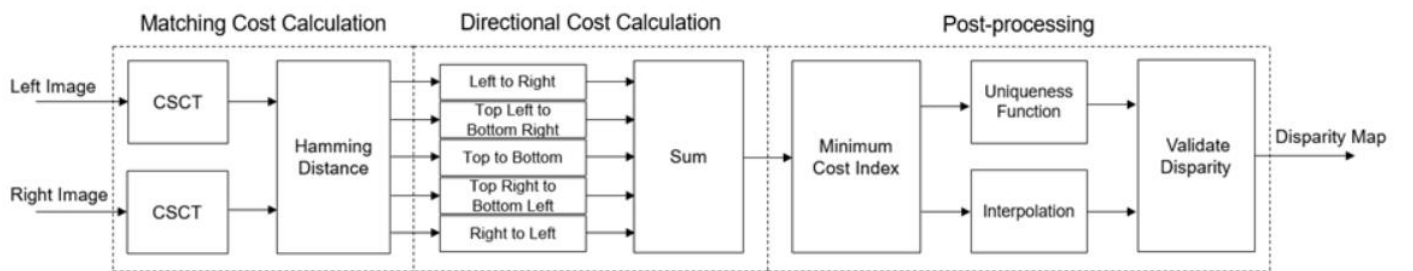 Matching Cost Calculation
Directional Cost Calculation
Post-processing
Left Image
Right Image
CSCT
CSCT
Hamming
Distance
Left to Right
Top Left to
Bottom Right
Top to Bottom
Top Right to
Bottom Left
Right to Left
Sum
Minimum
Cost Index
Uniqueness
Function
Interpolation
Validate
Disparity
Disparity Map